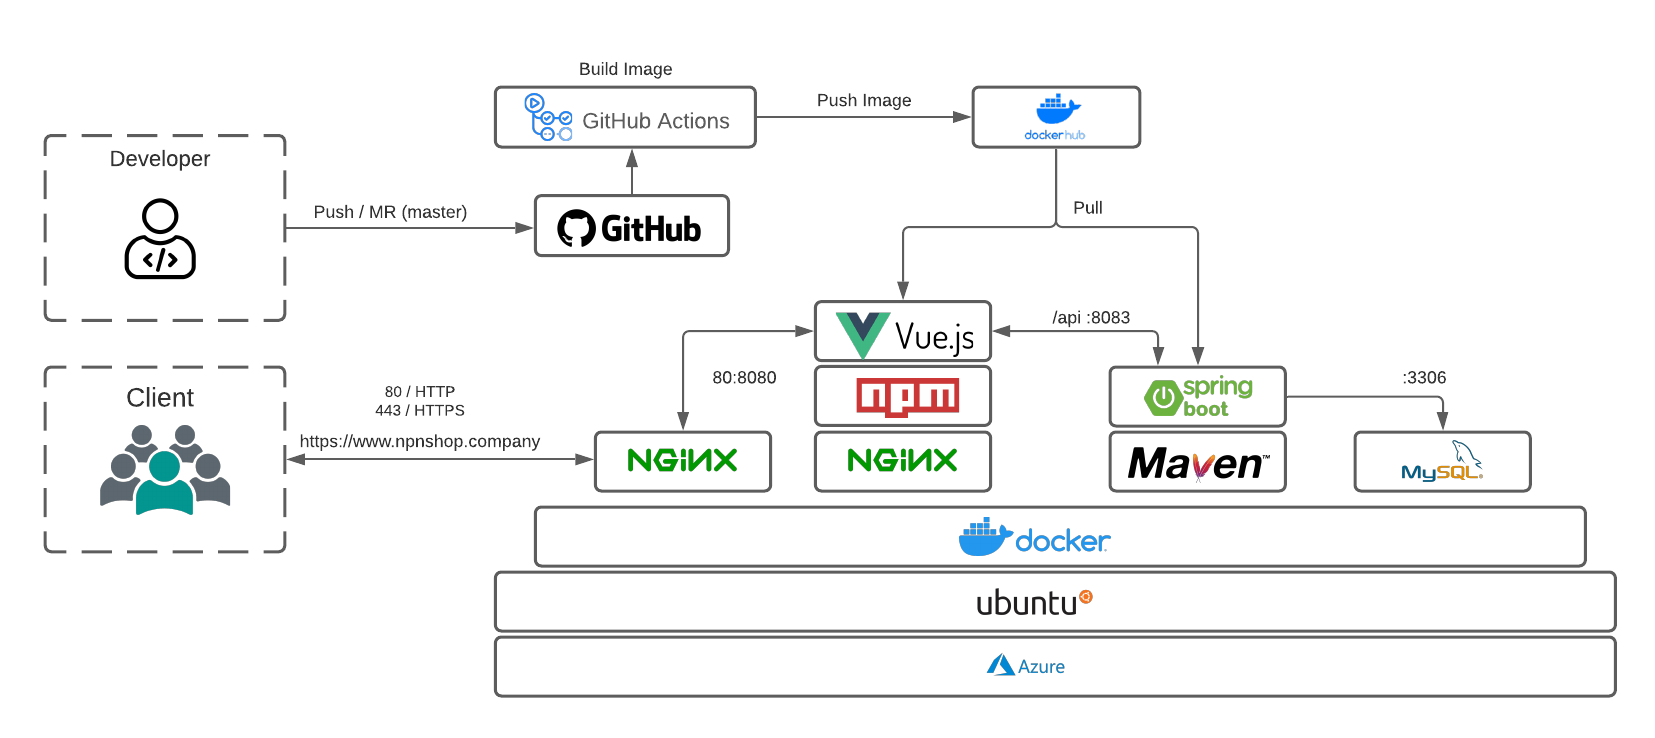 Build Image
GitHub Actions
Push Image
docker hub
Developer
Push / MR (master)
GitHub
Pull
Vue.js
/api :8083
80:8080
npm
spring
boot
:3306
Client
80 / HTTP
443 / HTTPS
https://www.npnshop.company
NGINX
NGINX
Maven™
MySQL®
docker
ubuntu
Azure